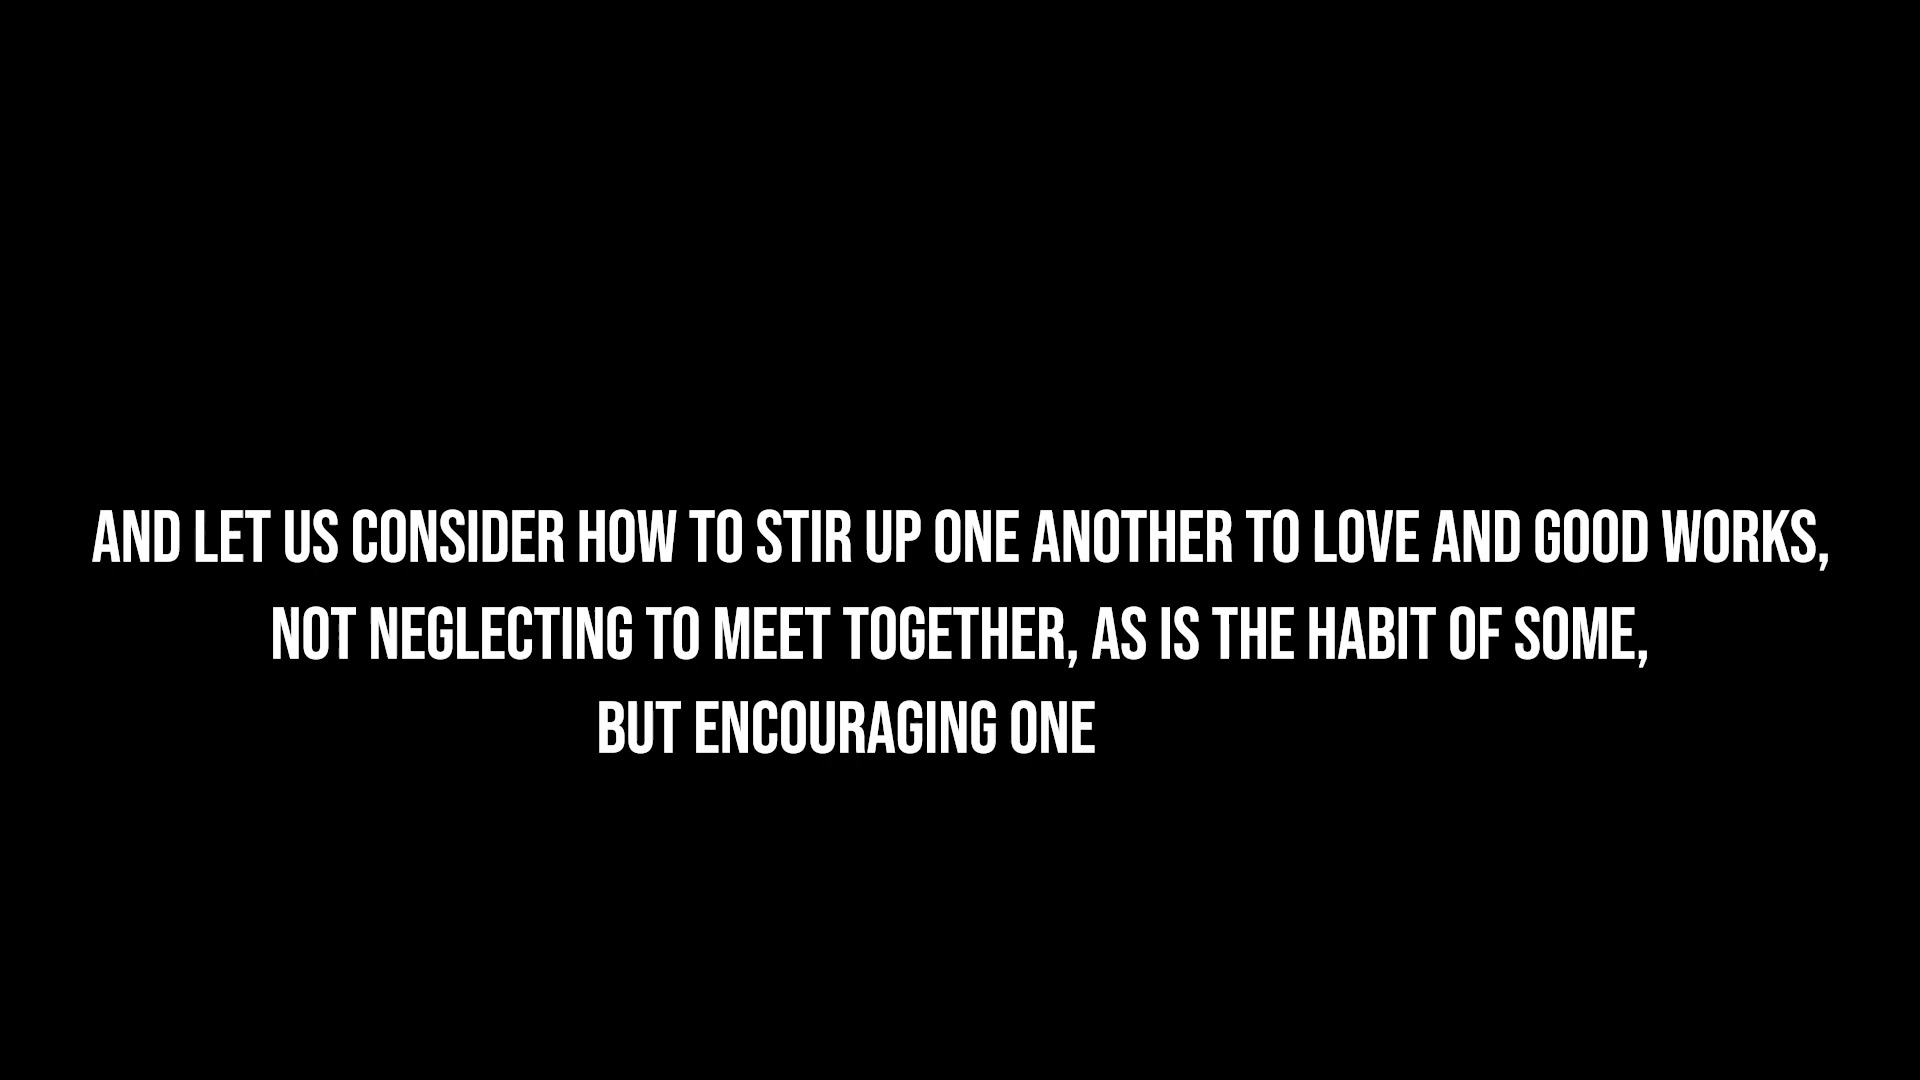 AND LET US CONSIDER HOW TO STIR UP ONE ANOTHER TO LOVE AND GOOD WORKS,
NOT NEGLECTING TO MEET TOGETHER, AS IS THE HABIT OF SOME,
BUT ENCOURAGING ONE